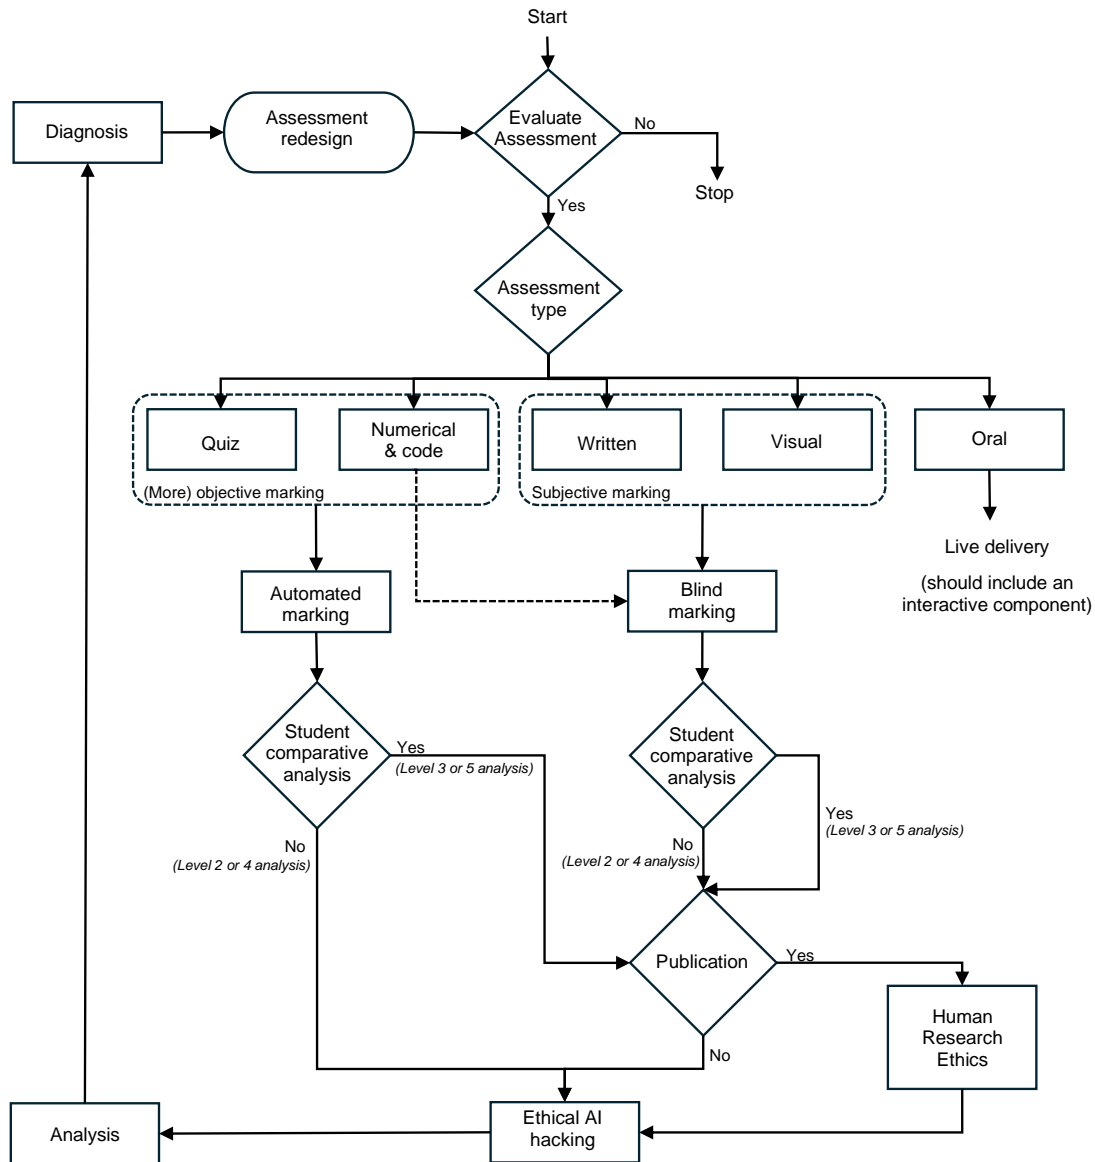 Start
Diagnosis
Assessment
redesign
Evaluate
Assessment
No
Stop
Yes
Assessment
type
Quiz
Numerical
& code
Written
Visual
Oral
(More) objective marking
Subjective marking
Live delivery
(should include an
interactive component)
Automated
marking
Blind
marking
Student
comparative
analysis
Yes
(Level 3 or 5 analysis)
No
(Level 2 or 4 analysis)
Student
comparative
analysis
Yes
(Level 3 or 5 analysis)
No
(Level 2 or 4 analysis)
Publication
Yes
No
Human
Research
Ethics
Ethical AI
hacking
Analysis